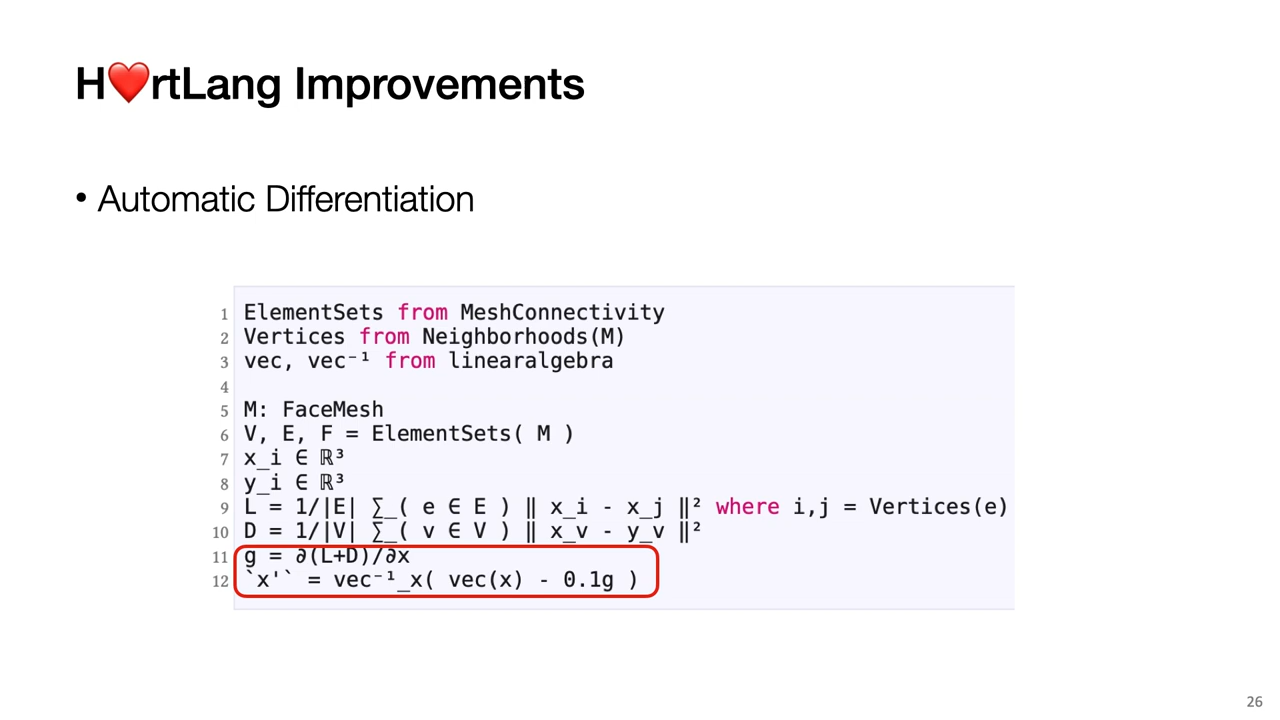 H❤️rtLang Improvements
• Automatic Differentiation
1 ElementSets from MeshConnectivity
2 Vertices from Neighborhoods(M)
3 vec, vec⁻¹ from linearalgebra
4
5 M: FaceMesh
6 V, E, F = ElementSets( M )
7 x_i ∈ ℝ³
8 y_i ∈ ℝ³
9 L = 1/|E| ∑_( e ∈ E ) ‖ x_i - x_j ‖² where i,j = Vertices(e)
10 D = 1/|V| ∑_( v ∈ V ) ‖ x_v - y_v ‖²
11 g = ∂(L+D)/∂x
12 `x'` = vec⁻¹_x( vec(x) - 0.1g )
26